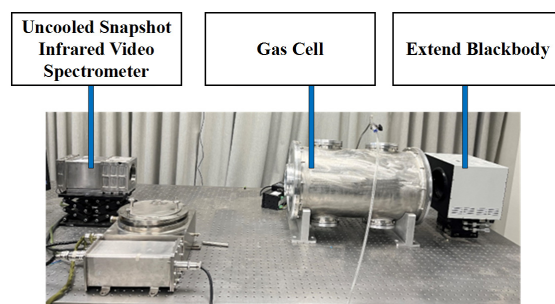 Uncooled Snapshot
Infrared Video
Spectrometer
Gas Cell
Extend Blackbody